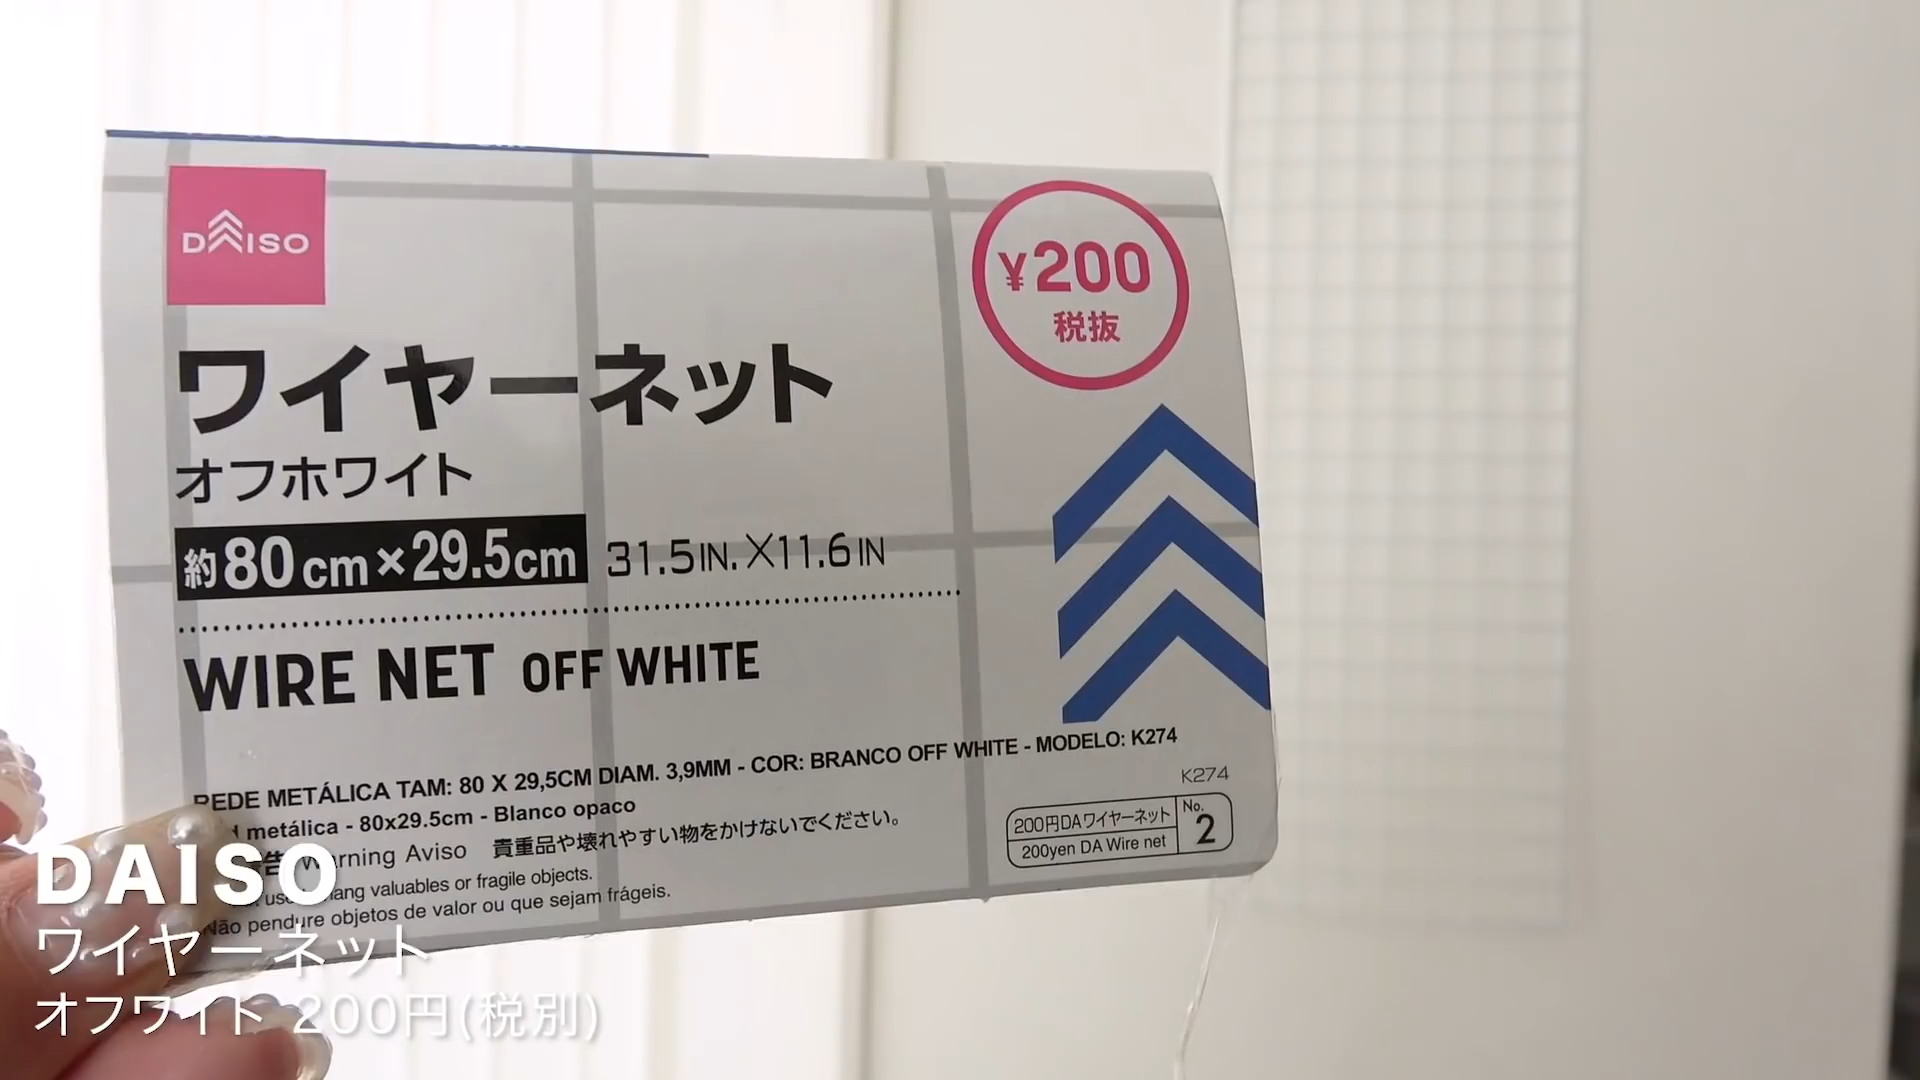 DAISO
¥200
税抜
ワイヤーネット
オフホワイト
約80cm×29.5cm 31.5IN.×11.6IN
WIRE NET OFF WHITE
REDE METÁLICA TAM: 80 X 29,5CM DIAM. 3,9MM - COR: BRANCO OFF WHITE - MODELO: K274
metálica - 80x29.5cm - Blanco opaco
K274
200円DAワイヤーネット
200yen DA Wire net
No.
2
告 Warning Aviso 貴重品や壊れやすい物をかけないでください。
hang valuables or fragile objects.
Não pendure objetos de valor ou que sejam frágeis.
DAISO
ワイヤーネット
オフワイト 200円(税別)